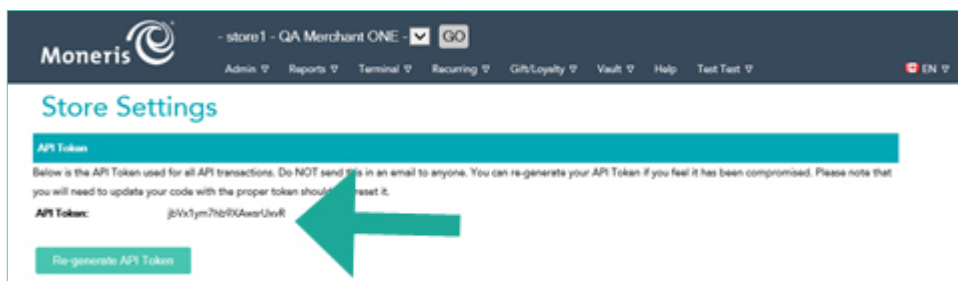 Moneris
- store1 - QA Merchant ONE - GO
Admin Reports Terminal Recurring Gift/Loyalty Vault Help Test Test EN
Store Settings
API Token
Below is the API Token used for all API transactions. Do NOT send this in an email to anyone. You can re-generate your API Token if you feel it has been compromised. Please note that
you will need to update your code with the proper token should reset it.
API Token:
Re-generate API Token